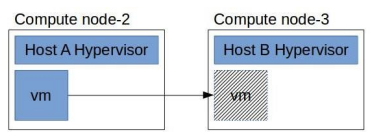 Compute node-2
Compute node-3
Host A Hypervisor
Host B Hypervisor
vm
vm